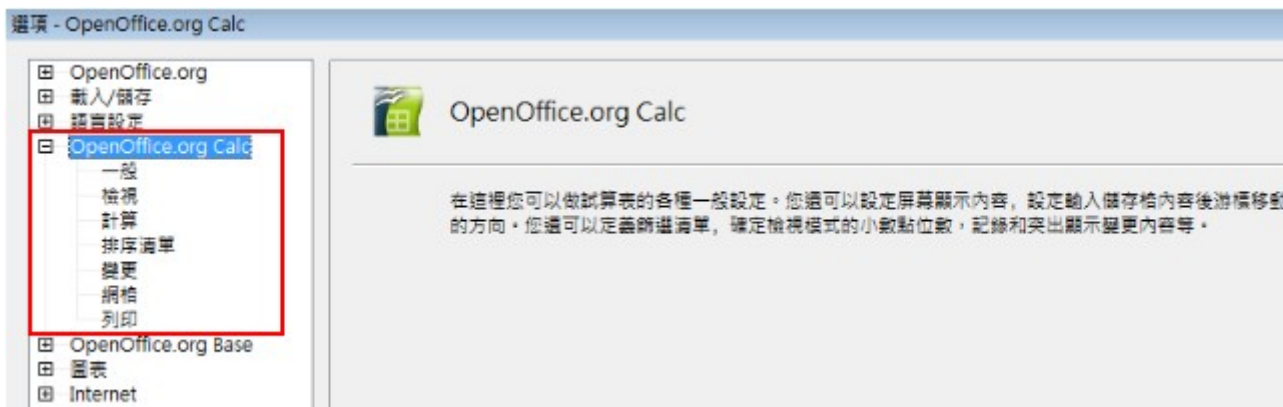 選項 - OpenOffice.org Calc
OpenOffice.org
載入/儲存
語言設定
OpenOffice.org Calc
一般
檢視
計算
排序清單
變更
網格
列印
OpenOffice.org Base
圖表
Internet
OpenOffice.org Calc
在這裡您可以做試算表的各種一般設定。您還可以設定屏幕顯示內容，設定輸入儲存格內容後游標移動
的方向。您還可以定義篩選清單，確定檢視模式的小數點位數，記錄和突出顯示變更內容等。